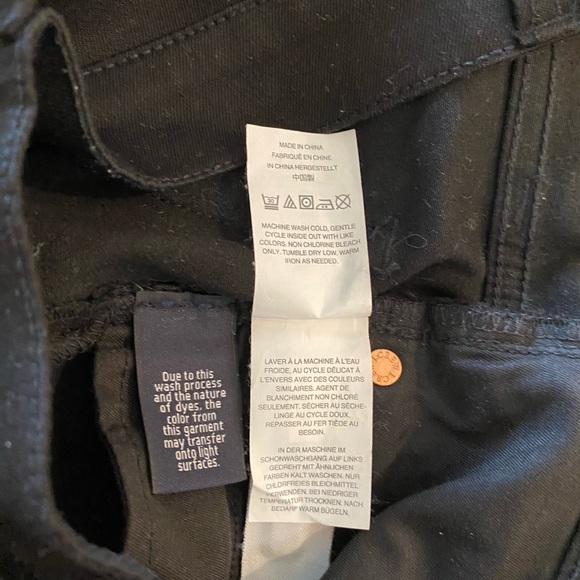 MADE IN CHINA
FABRIQUÉ EN CHINE
IN CHINA HERGESTELLT
中国製
30
MACHINE WASH COLD, GENTLE
CYCLE INSIDE OUT WITH LIKE
COLORS. NON CHLORINE BLEACH
ONLY. TUMBLE DRY LOW, WARM
IRON AS NEEDED.
LAVER À LA MACHINE À L'EAU
FROIDE, AU CYCLE DÉLICAT À
L'ENVERS AVEC DES COULEURS
SIMILAIRES. AGENT DE
BLANCHIMENT NON CHLORÉ
SEULEMENT. SÉCHER AU SÈCHE-
LINGE AU CYCLE DOUX,
REPASSER AU FER TIÈDE AU
BESOIN.
IN DER MASCHINE IM
SCHONWASCHGANG AUF LINKS
GEDREHT MIT ÄHNLICHEN
FARBEN KALT WASCHEN. NUR
CHLORFREIES BLEICHMITTEL
VERWENDEN. BEI NIEDRIGER
TEMPERATUR TROCKNEN. NACH
BEDARF WARM BÜGELN.
Due to this
wash process
and the nature
of dyes, the
color from
this garment
may transfer
onto light
surfaces.